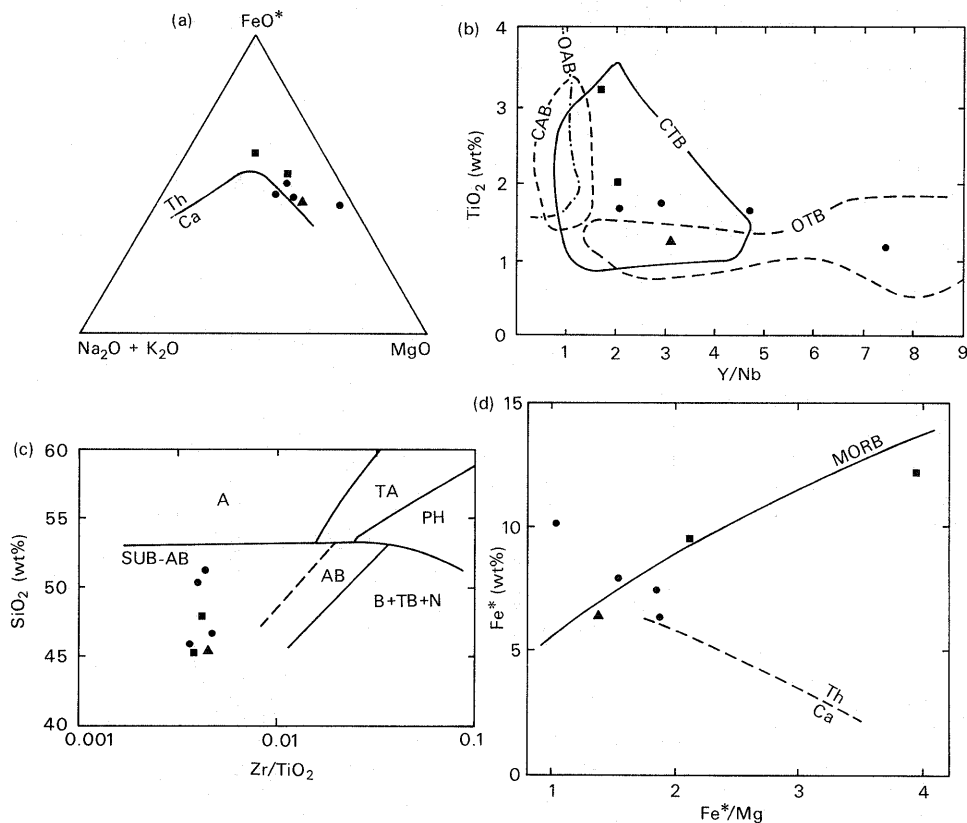 (a)
FeO*
Th
Ca
Na₂O + K₂O
MgO
(b)
4
3
2
1
0
TiO₂ (wt%)
OAB
CAB
CTB
OTB
1 2 3 4 5 6 7 8 9
Y/Nb
(c)
60
55
50
45
40
SiO₂ (wt%)
A
TA
PH
SUB-AB
AB
B+TB+N
0.001 0.01 0.1
Zr/TiO₂
(d)
15
10
5
0
Fe* (wt%)
MORB
Th
Ca
1 2 3 4
Fe*/Mg